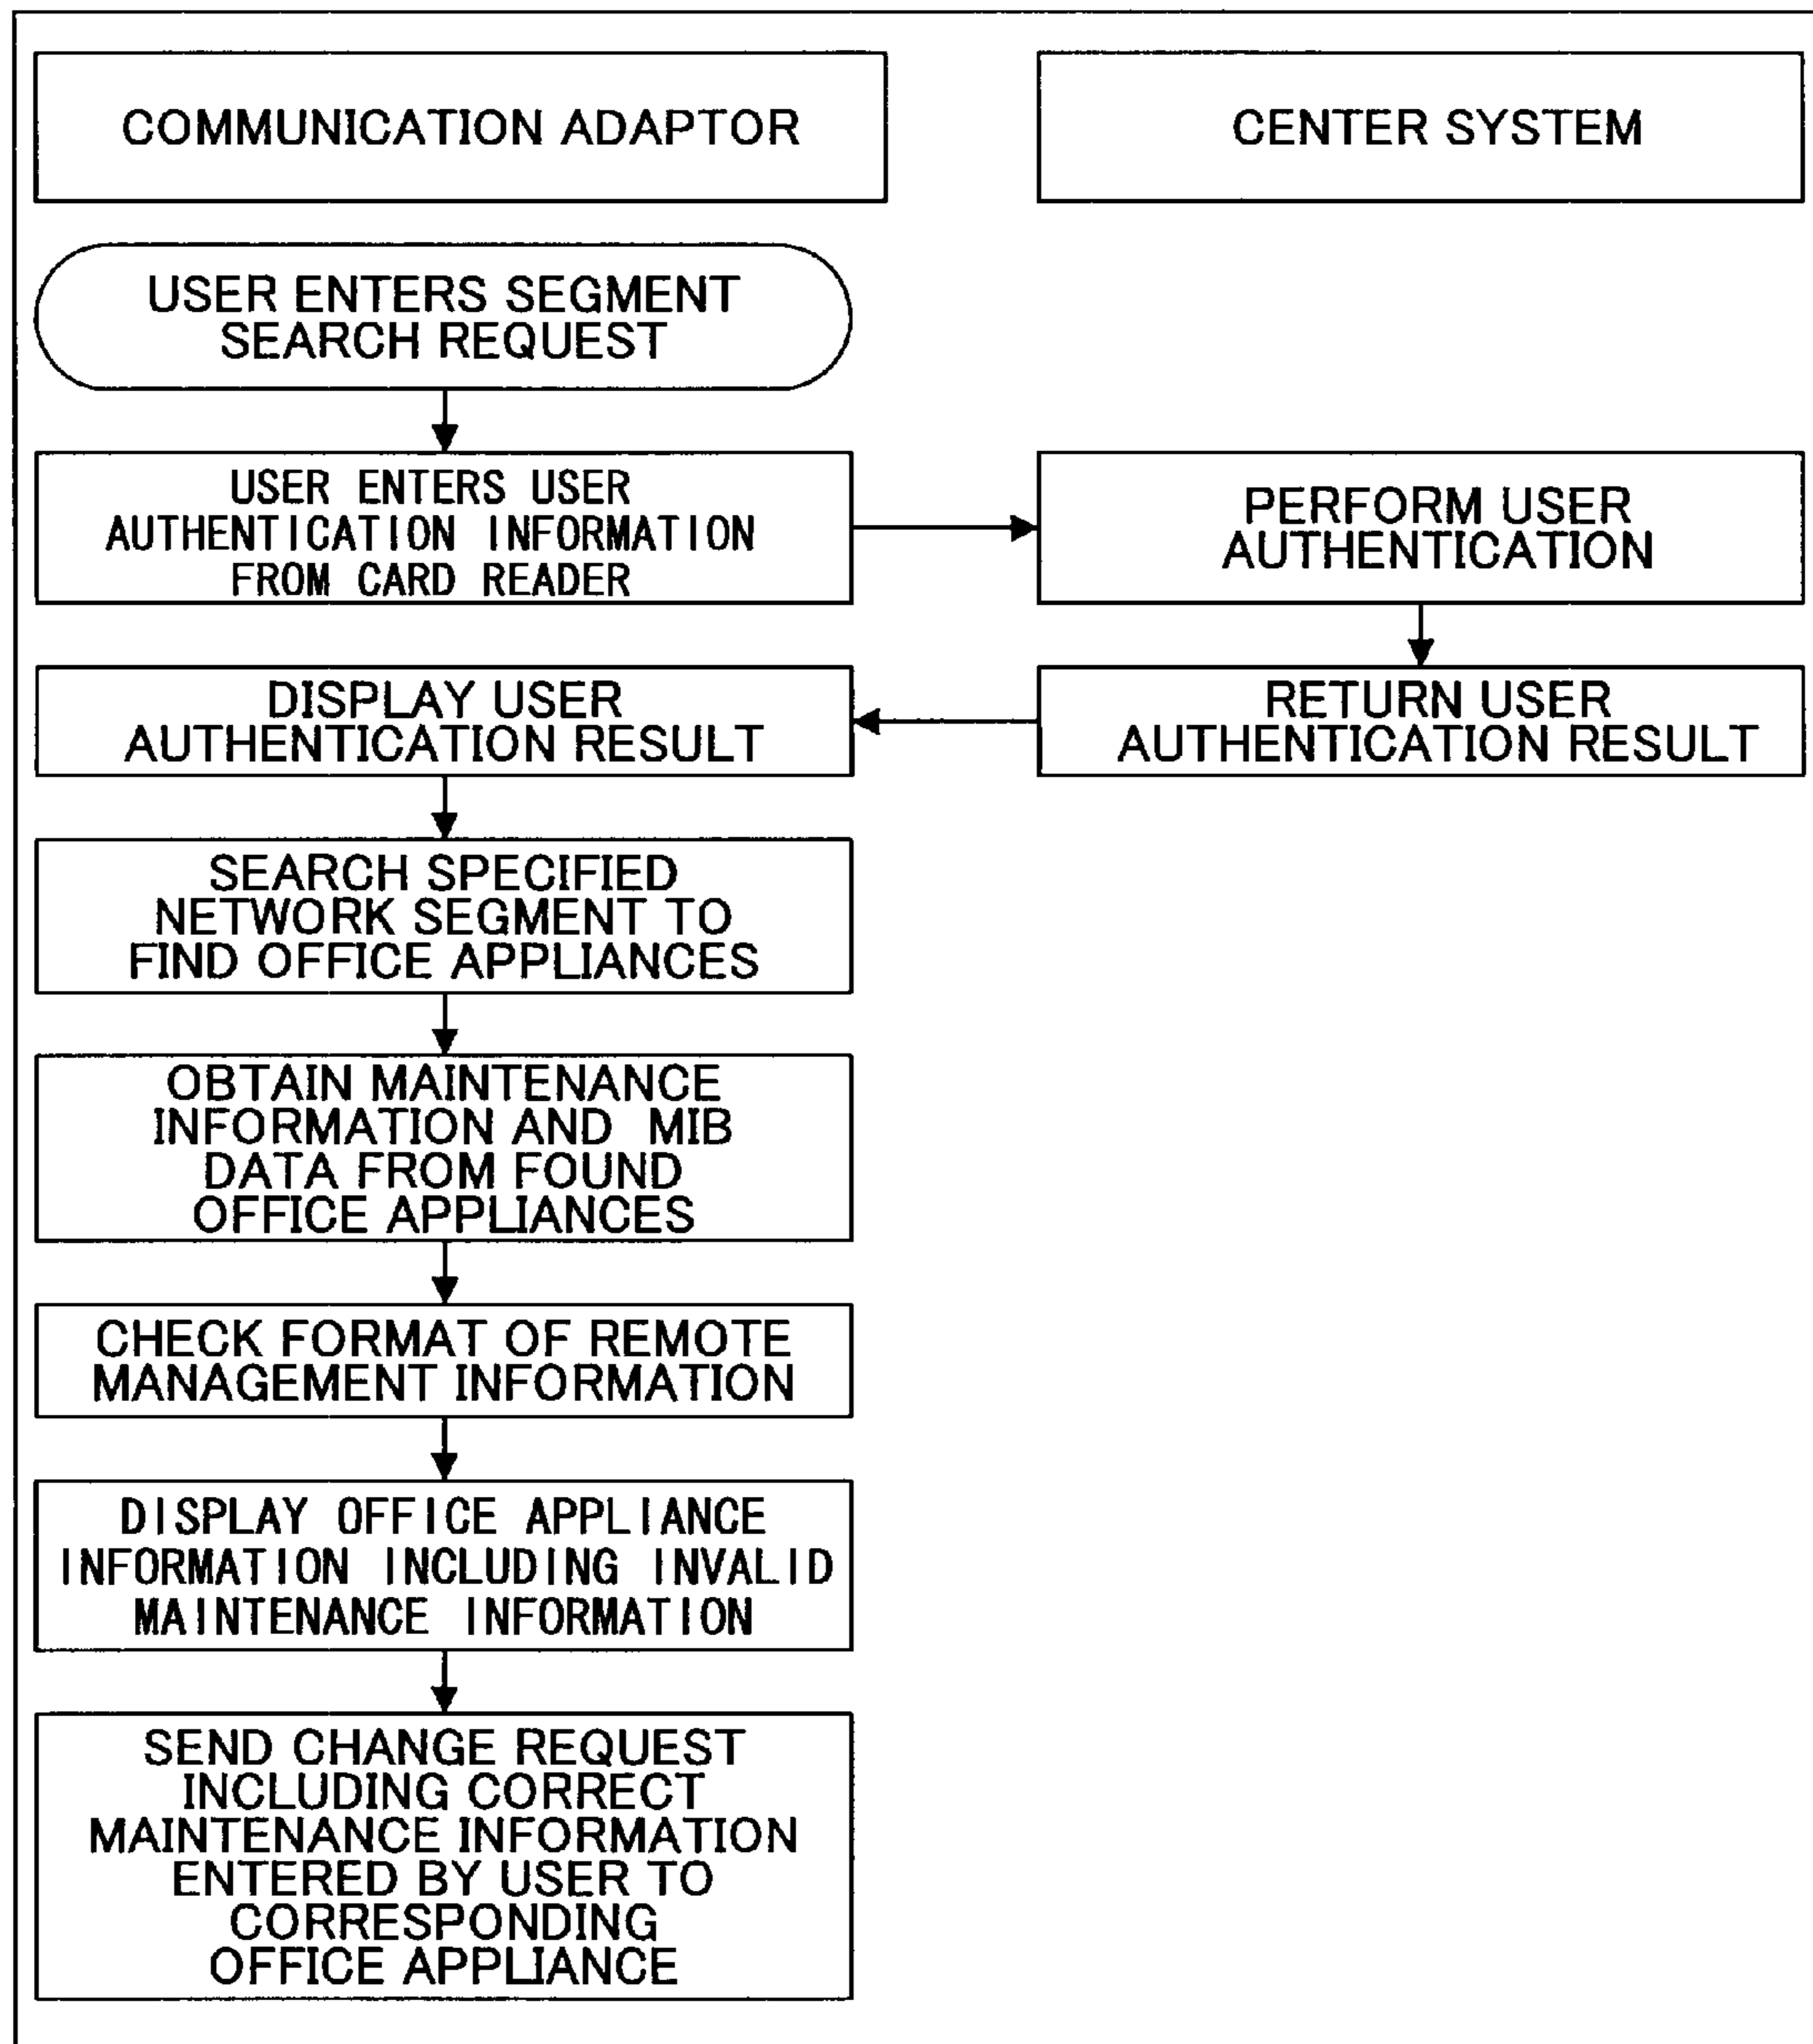 COMMUNICATION ADAPTOR
CENTER SYSTEM
USER ENTERS SEGMENT
SEARCH REQUEST
USER ENTERS USER
AUTHENTICATION INFORMATION
FROM CARD READER
PERFORM USER
AUTHENTICATION
DISPLAY USER
AUTHENTICATION RESULT
RETURN USER
AUTHENTICATION RESULT
SEARCH SPECIFIED
NETWORK SEGMENT TO
FIND OFFICE APPLIANCES
OBTAIN MAINTENANCE
INFORMATION AND MIB
DATA FROM FOUND
OFFICE APPLIANCES
CHECK FORMAT OF REMOTE
MANAGEMENT INFORMATION
DISPLAY OFFICE APPLIANCE
INFORMATION INCLUDING INVALID
MAINTENANCE INFORMATION
SEND CHANGE REQUEST
INCLUDING CORRECT
MAINTENANCE INFORMATION
ENTERED BY USER TO
CORRESPONDING
OFFICE APPLIANCE